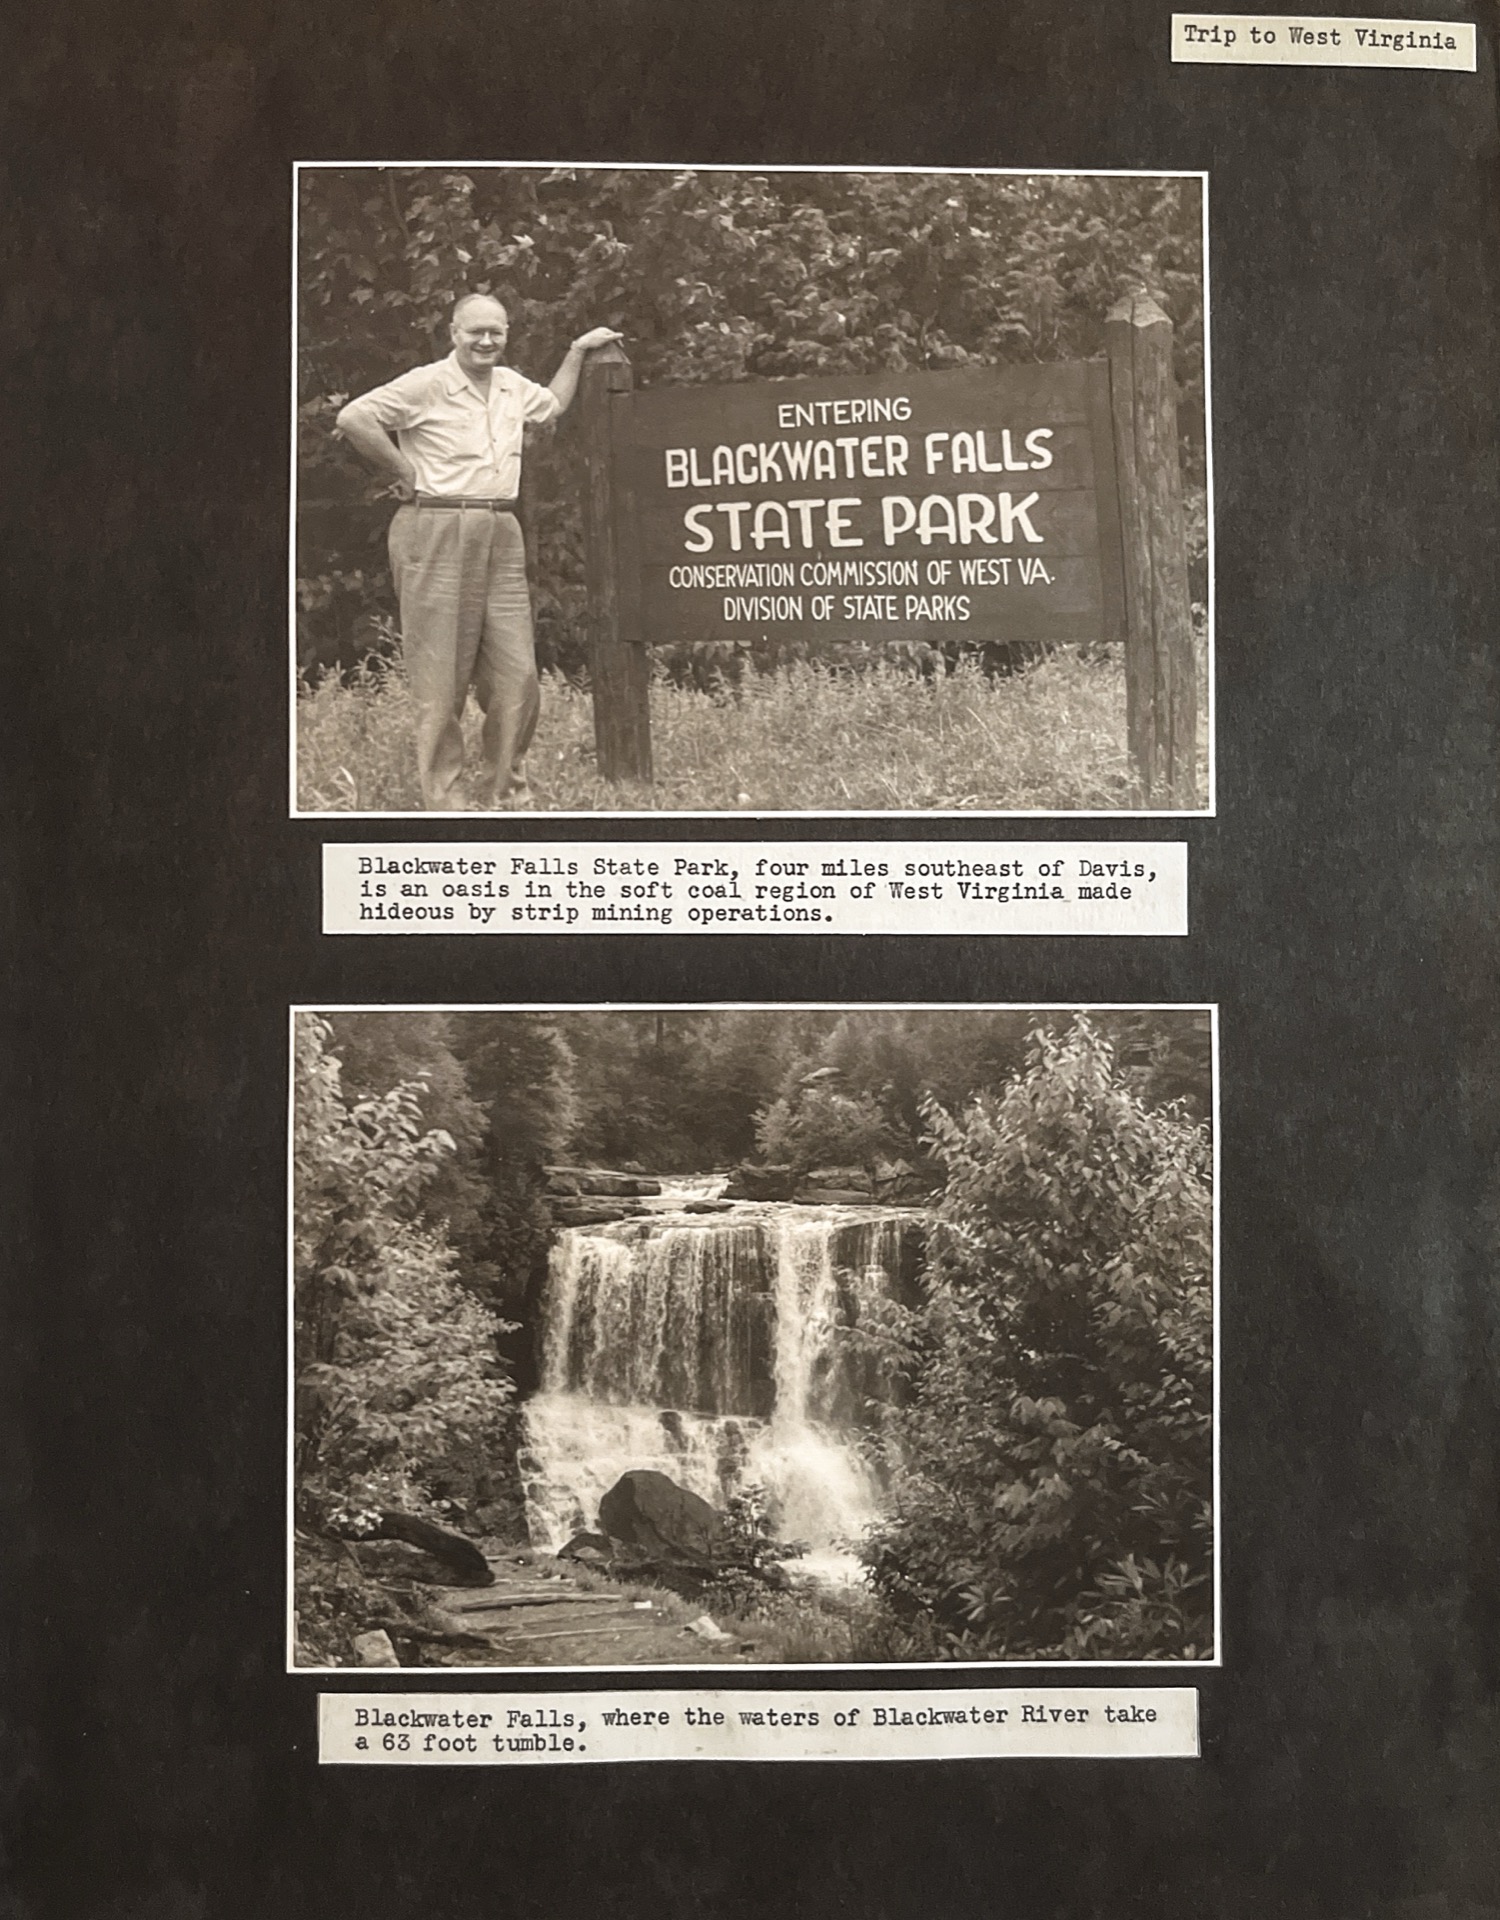 Trip to West Virginia
ENTERING
BLACKWATER FALLS
STATE PARK
CONSERVATION COMMISSION OF WEST VA.
DIVISION OF STATE PARKS
Blackwater Falls State Park, four miles southeast of Davis,
is an oasis in the soft coal region of West Virginia made
hideous by strip mining operations.
Blackwater Falls, where the waters of Blackwater River take
a 63 foot tumble.